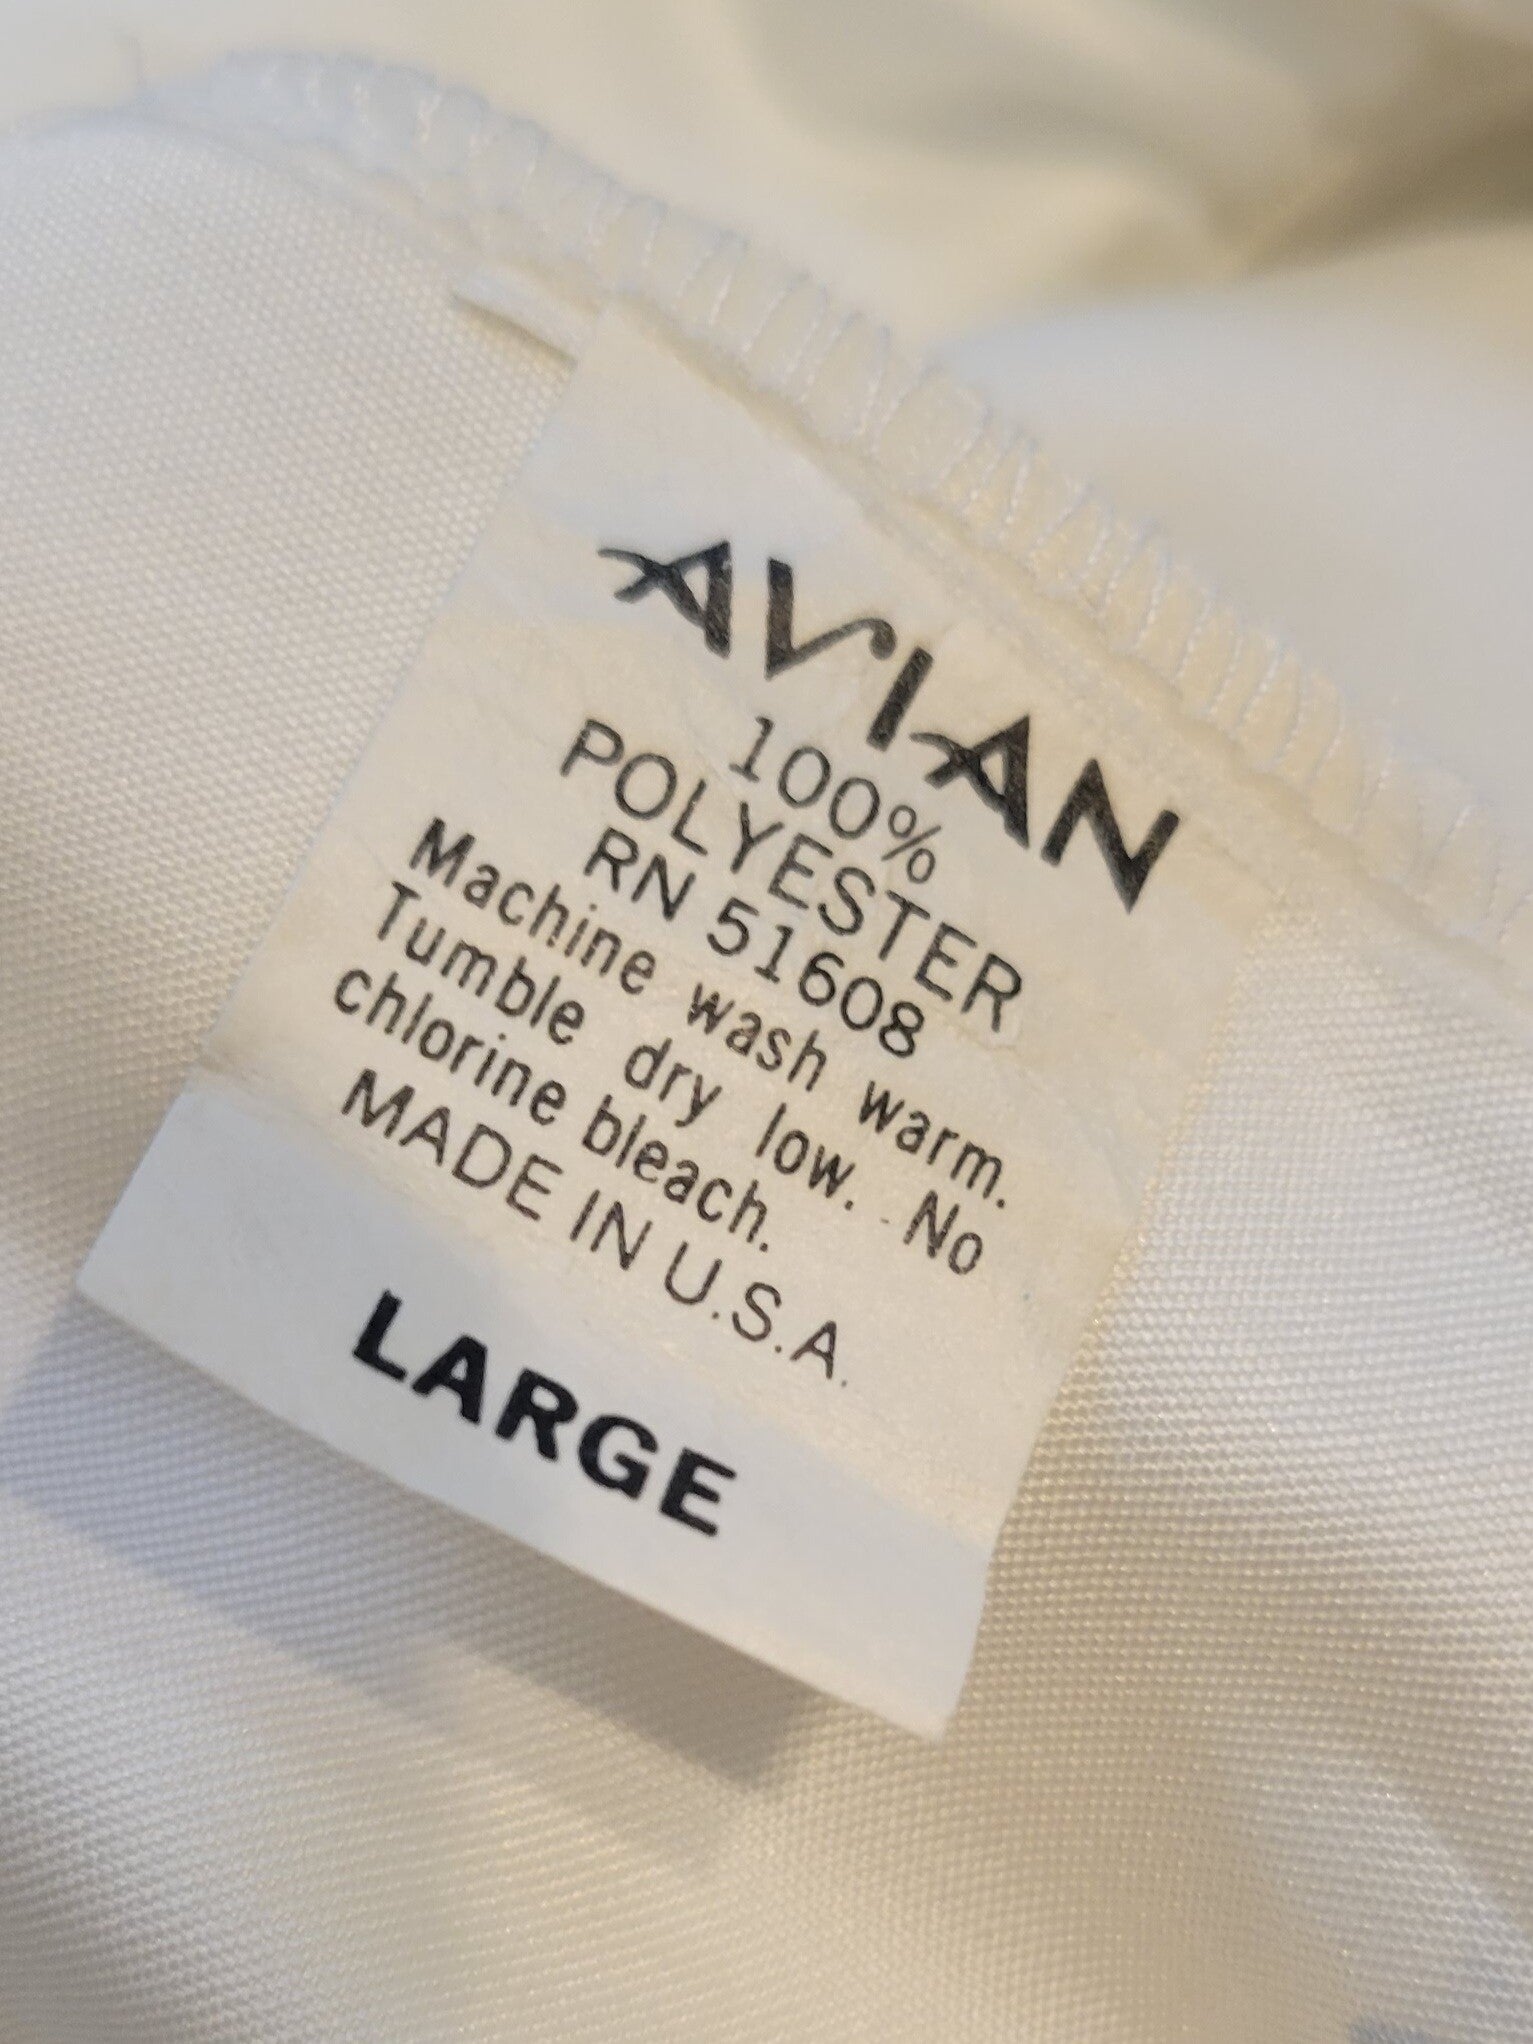 AVIAN
100%
POLYESTER
RN 51608
Machine wash warm.
Tumble dry low. No
chlorine bleach.
MADE IN U.S.A.
LARGE